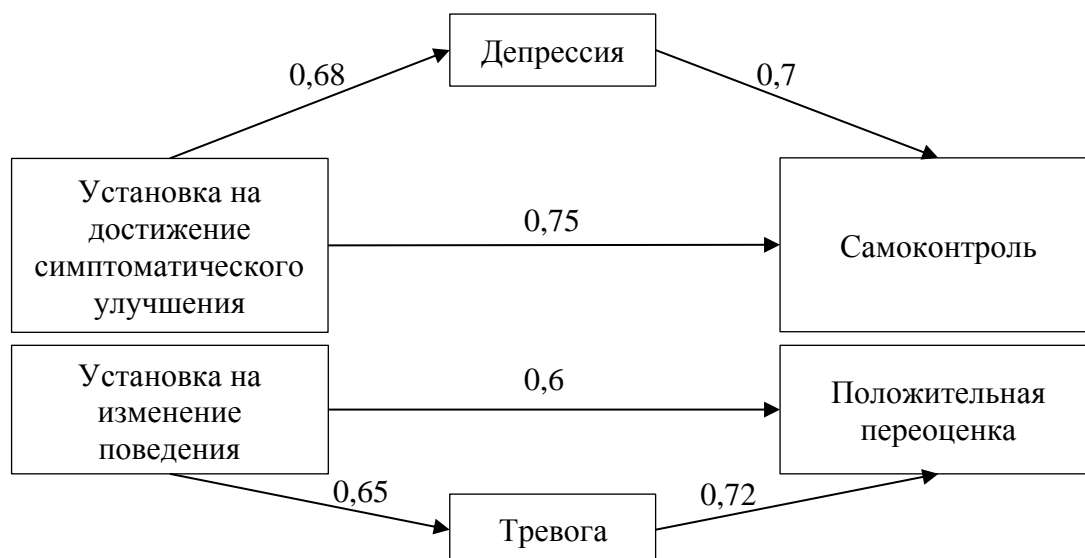 Депрессия
0,68
0,7
Установка на
достижение
симптоматического
улучшения
0,75
Самоконтроль
Установка на
изменение
поведения
0,6
Положительная
переоценка
0,65
0,72
Тревога